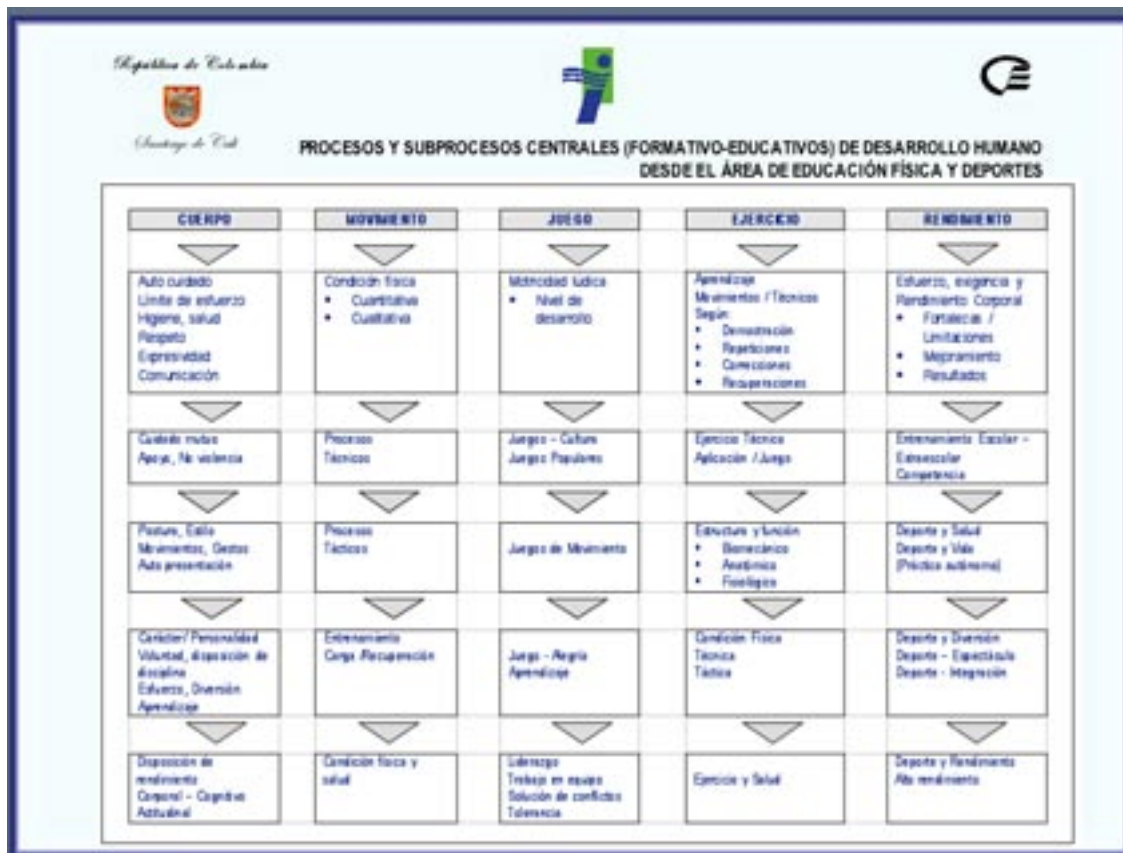 República de Colombia
Santiago de Cali
PROCESOS Y SUBPROCESOS CENTRALES (FORMATIVO-EDUCATIVOS) DE DESARROLLO HUMANO
DESDE EL ÁREA DE EDUCACIÓN FÍSICA Y DEPORTES
CUERPO
Auto cuidado
Limite de esfuerzo
Higiene, salud
Respeto
Expresividad
Comunicación
Cuidado mutuo
Apoyo, No violencia
Postura, Estilo
Movimientos, Gestos
Auto presentación
Carácter/ Personalidad
Voluntad, disposición de
disciplina
Esfuerzo, Diversión
Aprendizaje
Disposición de
rendimiento
Corporal – Cognitivo
Actitudinal
MOVIMIENTO
Condición física
• Cuantitativa
• Cualitativa
Procesos
Técnicos
Procesos
Tácticos
Entrenamiento
Carga /Recuperación
Condición física y
salud
JUEGO
Motricidad lúdica
• Nivel de
desarrollo
Juegos – Cultura
Juegos Populares
Juegos de Movimiento
Juego - Alegría
Aprendizaje
Liderazgo
Trabajo en equipo
Solución de conflictos
Tolerancia
EJERCICIO
Aprendizaje
Movimientos / Técnicos
Según:
• Demostración
• Repeticiones
• Correcciones
• Recuperaciones
Ejercicio Técnica
Aplicación / Juego
Estructura y función
• Biomecánica
• Anatómica
• Fisiológica
Condición Física
Técnica
Táctica
Ejercicio y Salud
RENDIMIENTO
Esfuerzo, exigencia y
Rendimiento Corporal
• Fortalezas /
Limitaciones
• Mejoramiento
• Resultados
Entrenamiento Escolar –
Extraescolar
Competencia
Deporte y Salud
Deporte y Vida
(Práctica autónoma)
Deporte y Diversión
Deporte – Espectáculo
Deporte - Integración
Deporte y Rendimiento
Alto rendimiento